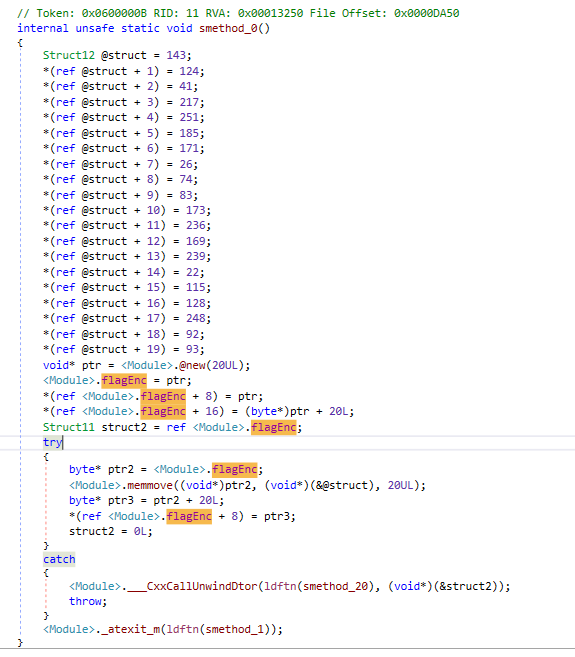 // Token: 0x0600000B RID: 11 RVA: 0x00013250 File Offset: 0x0000DA50
internal unsafe static void smethod_0()
{
Struct12 @struct = 143;
*(ref @struct + 1) = 124;
*(ref @struct + 2) = 41;
*(ref @struct + 3) = 217;
*(ref @struct + 4) = 251;
*(ref @struct + 5) = 185;
*(ref @struct + 6) = 171;
*(ref @struct + 7) = 26;
*(ref @struct + 8) = 74;
*(ref @struct + 9) = 83;
*(ref @struct + 10) = 173;
*(ref @struct + 11) = 236;
*(ref @struct + 12) = 169;
*(ref @struct + 13) = 239;
*(ref @struct + 14) = 22;
*(ref @struct + 15) = 115;
*(ref @struct + 16) = 128;
*(ref @struct + 17) = 248;
*(ref @struct + 18) = 92;
*(ref @struct + 19) = 93;
void* ptr = <Module>.@new(20UL);
<Module>.flagEnc = ptr;
*(ref <Module>.flagEnc + 8) = ptr;
*(ref <Module>.flagEnc + 16) = (byte*)ptr + 20L;
Struct11 struct2 = ref <Module>.flagEnc;
try
{
byte* ptr2 = <Module>.flagEnc;
<Module>.memmove((void*)ptr2, (void*)(&@struct), 20UL);
byte* ptr3 = ptr2 + 20L;
*(ref <Module>.flagEnc + 8) = ptr3;
struct2 = 0L;
}
catch
{
<Module>.___CxxCallUnwindDtor(ldftn(smethod_20), (void*)(&struct2));
throw;
}
<Module>._atexit_m(ldftn(smethod_1));
}